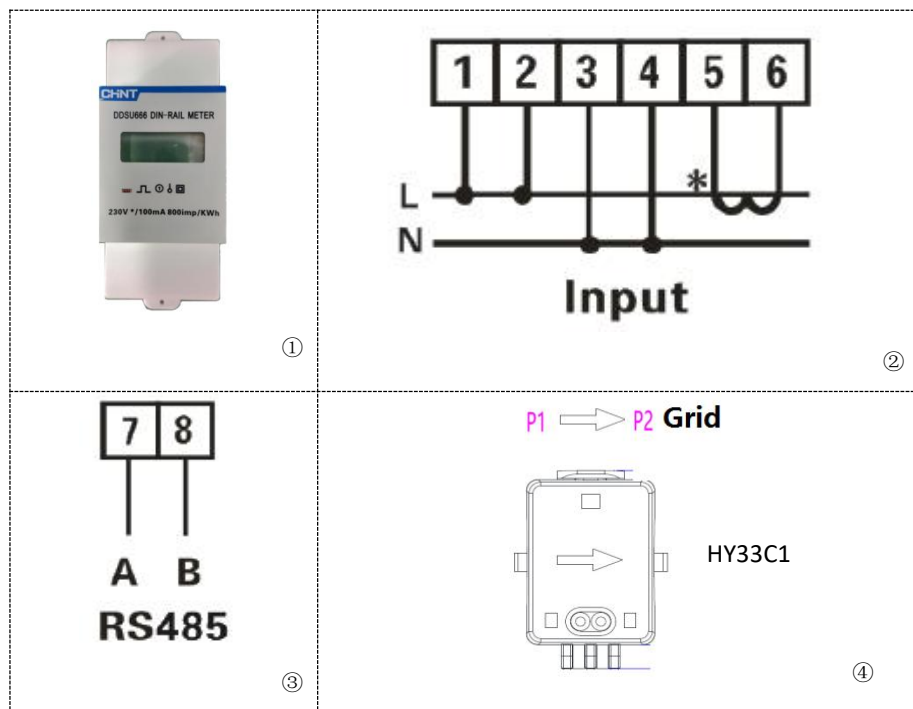 CHNT
DDSU666 DIN-RAIL METER
230V */100mA 800imp/KWh
①
1 2 3 4 5 6
*
L
N
Input
②
7 8
A B
RS485
③
P1 P2 Grid
HY33C1
④